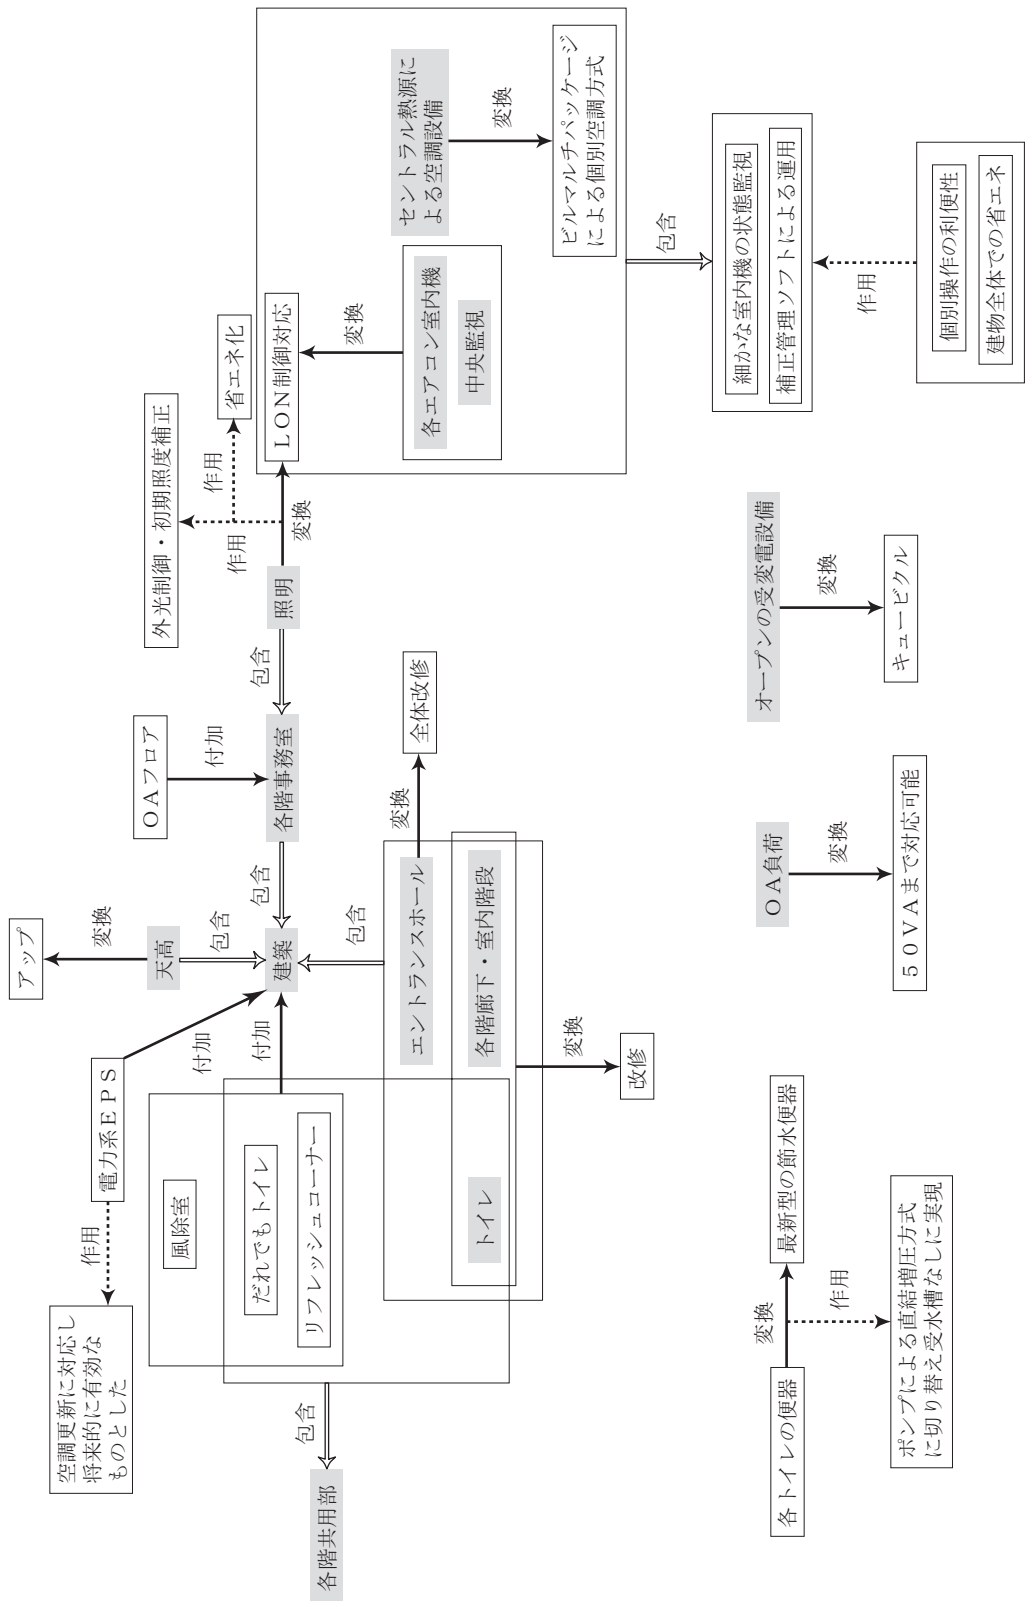 アップ
変換
天高
包含
建築
電力系ＥＰＳ
付加
作用
空調更新に対応し
将来的に有効な
ものとした
風除室
だれでもトイレ
リフレッシュコーナー
付加
包含
各階共用部
ＯＡフロア
付加
各階事務室
包含
包含
照明
外光制御・初期照度補正
作用
作用
省エネ化
変換
ＬＯＮ制御対応
変換
各エアコン室内機
中央監視
セントラル熱源に
よる空調設備
変換
ビルマルチパッケージ
による個別空調方式
包含
細かな室内機の状態監視
補正管理ソフトによる運用
作用
個別操作の利便性
建物全体での省エネ
包含
エントランスホール
変換
全体改修
各階廊下・室内階段
トイレ
変換
改修
各トイレの便器
変換
最新型の節水便器
作用
ポンプによる直結増圧方式
に切り替え受水槽なしに実現
ＯＡ負荷
変換
５０ＶＡまで対応可能
オープンの受変電設備
変換
キュービクル